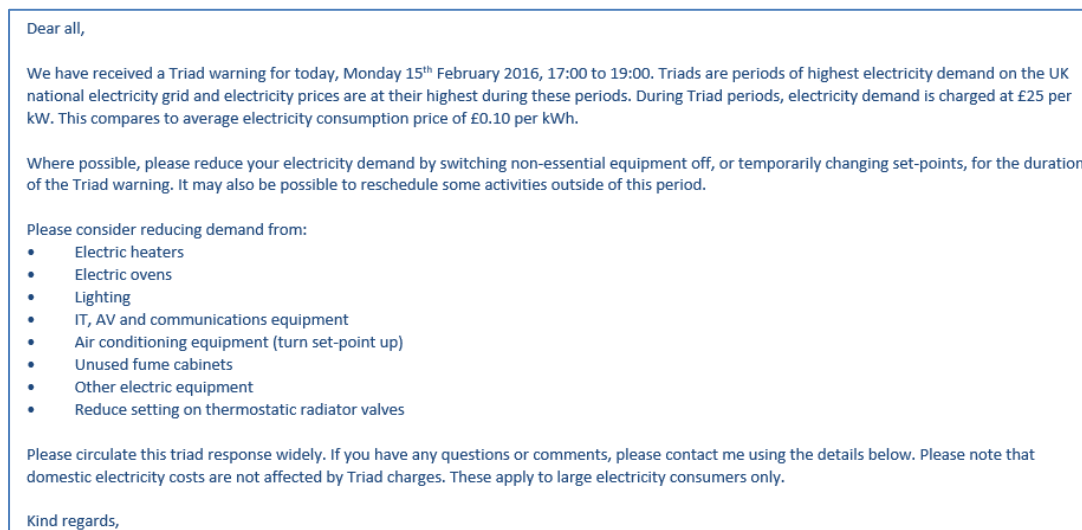 Dear all,
We have received a Triad warning for today, Monday 15th February 2016, 17:00 to 19:00. Triads are periods of highest electricity demand on the UK
national electricity grid and electricity prices are at their highest during these periods. During Triad periods, electricity demand is charged at £25 per
kW. This compares to average electricity consumption price of £0.10 per kWh.
Where possible, please reduce your electricity demand by switching non-essential equipment off, or temporarily changing set-points, for the duration
of the Triad warning. It may also be possible to reschedule some activities outside of this period.
Please consider reducing demand from:
• Electric heaters
• Electric ovens
• Lighting
• IT, AV and communications equipment
• Air conditioning equipment (turn set-point up)
• Unused fume cabinets
• Other electric equipment
• Reduce setting on thermostatic radiator valves
Please circulate this triad response widely. If you have any questions or comments, please contact me using the details below. Please note that
domestic electricity costs are not affected by Triad charges. These apply to large electricity consumers only.
Kind regards,